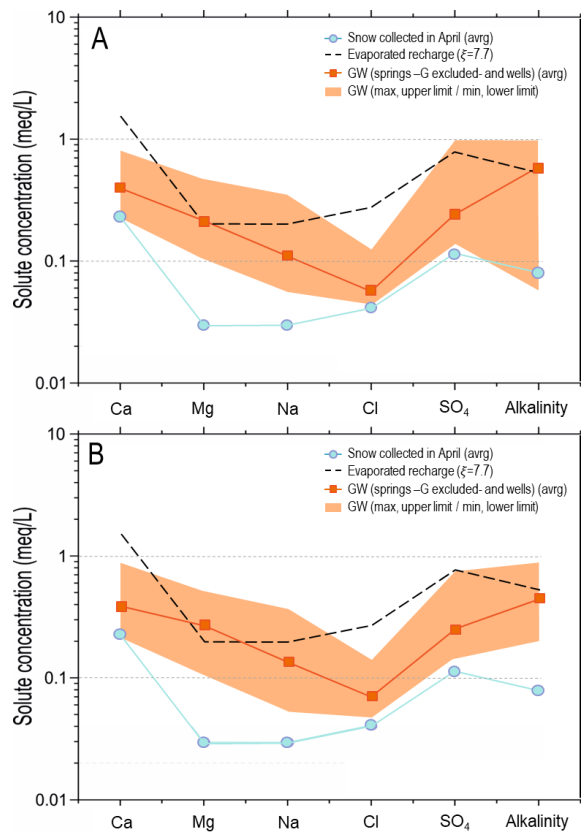 A
Snow collected in April (avrg)
Evaporated recharge (ξ=7.7)
GW (springs –G excluded- and wells) (avrg)
GW (max, upper limit / min, lower limit)
Solute concentration (meq/L)
10
1
0.1
0.01
Ca Mg Na Cl SO₄ Alkalinity
B
Snow collected in April (avrg)
Evaporated recharge (ξ=7.7)
GW (springs –G excluded- and wells) (avrg)
GW (max, upper limit / min, lower limit)
Solute concentration (meq/L)
10
1
0.1
0.01
Ca Mg Na Cl SO₄ Alkalinity